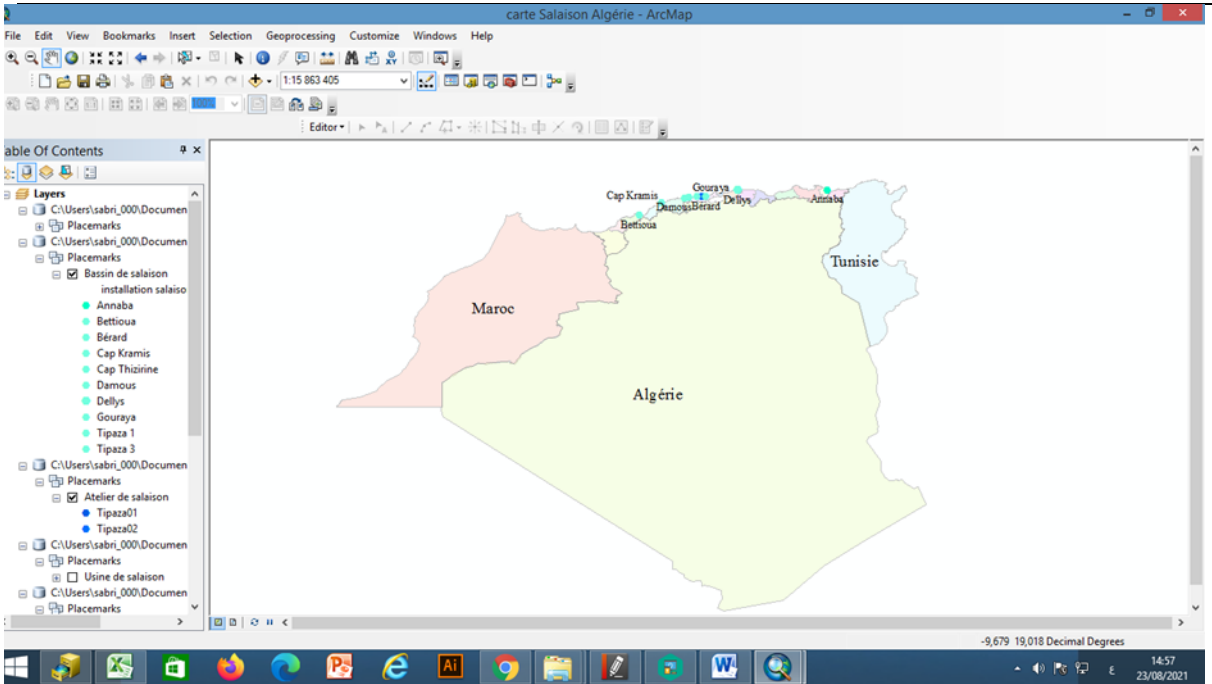 carte Salaison Algérie - ArcMap
File Edit View Bookmarks Insert Selection Geoprocessing Customize Windows Help
1:15 863 405
100%
Editor
able Of Contents
Layers
C:\Users\sabri_000\Documen
Placemarks
C:\Users\sabri_000\Documen
Placemarks
Bassin de salaison
installation salaiso
Annaba
Bettioua
Bérard
Cap Kramis
Cap Thizirine
Damous
Dellys
Gouraya
Tipaza 1
Tipaza 3
C:\Users\sabri_000\Documen
Placemarks
Atelier de salaison
Tipaza01
Tipaza02
C:\Users\sabri_000\Documen
Placemarks
Usine de salaison
C:\Users\sabri_000\Documen
Placemarks
Gouraya
Cap Kramis
Damous Bérard Dellys Annaba
Bettioua
Tunisie
Maroc
Algérie
-9,679 19,018 Decimal Degrees
Ai
ع
14:57
23/08/2021